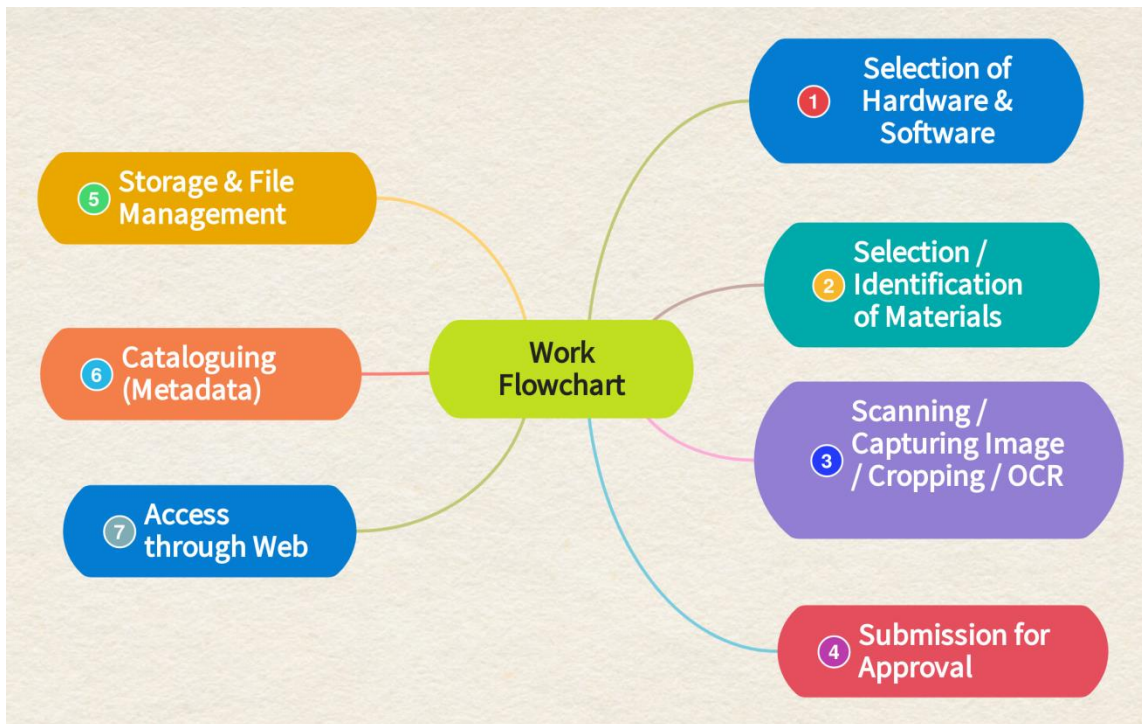 Work
Flowchart
1
Selection of
Hardware &
Software
2
Selection /
Identification
of Materials
3
Scanning /
Capturing Image
/ Cropping / OCR
4
Submission for
Approval
5
Storage & File
Management
6
Cataloguing
(Metadata)
7
Access
through Web